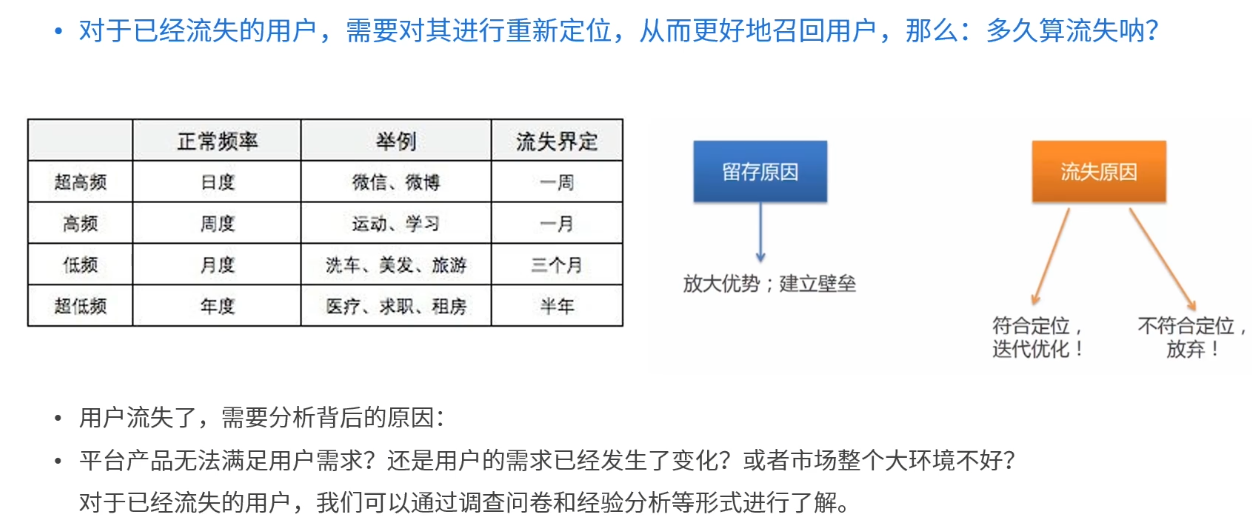 • 对于已经流失的用户，需要对其进行重新定位，从而更好地召回用户，那么：多久算流失呐？
正常频率 举例 流失界定
超高频 日度 微信、微博 一周
高频 周度 运动、学习 一月
低频 月度 洗车、美发、旅游 三个月
超低频 年度 医疗、求职、租房 半年
留存原因
放大优势；建立壁垒
流失原因
符合定位，
迭代优化！
不符合定位，
放弃！
• 用户流失了，需要分析背后的原因：
• 平台产品无法满足用户需求？还是用户的需求已经发生了变化？或者市场整个大环境不好？
对于已经流失的用户，我们可以通过调查问卷和经验分析等形式进行了解。